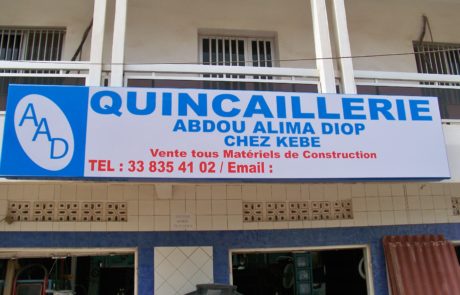 AAD
QUINCAILLERIE
ABDOU ALIMA DIOP
CHEZ KEBE
Vente tous Matériels de Construction
TEL : 33 835 41 02 / Email :